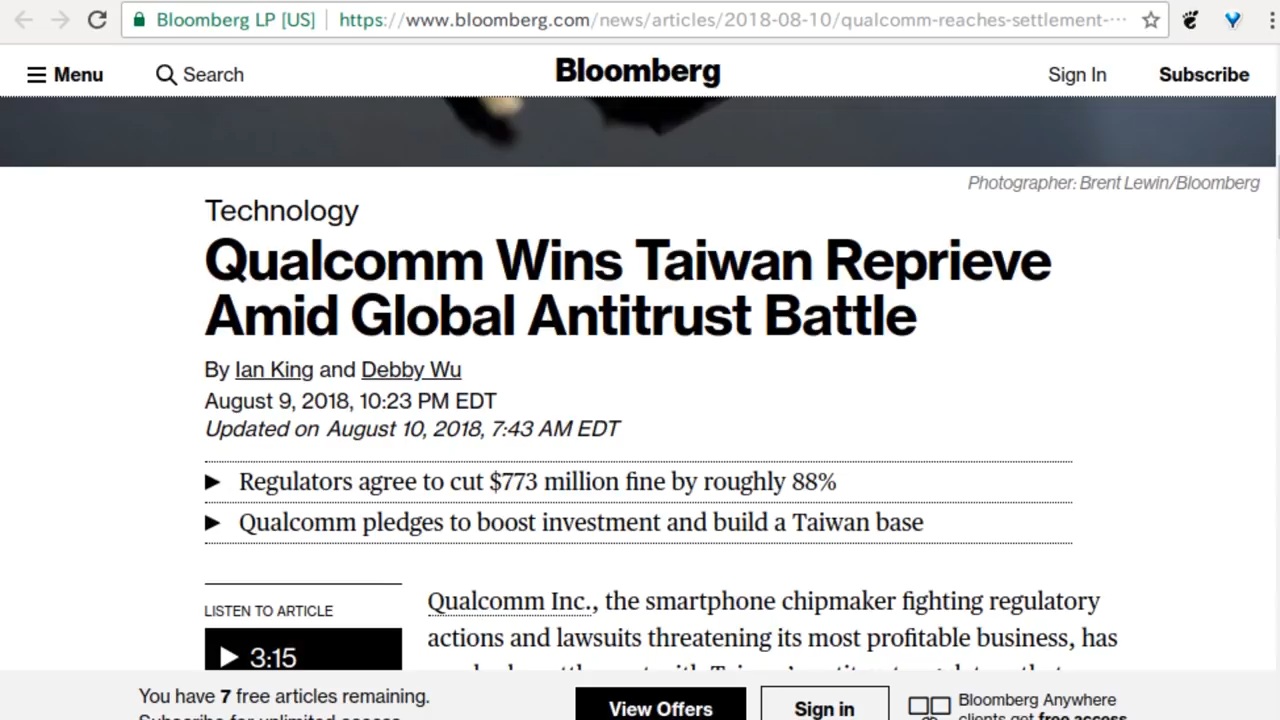 Bloomberg LP [US]
https://www.bloomberg.com/news/articles/2018-08-10/qualcomm-reaches-settlement-···
Menu
Search
Bloomberg
Sign In
Subscribe
Photographer: Brent Lewin/Bloomberg
Technology
Qualcomm Wins Taiwan Reprieve
Amid Global Antitrust Battle
By Ian King and Debby Wu
August 9, 2018, 10:23 PM EDT
Updated on August 10, 2018, 7:43 AM EDT
Regulators agree to cut $773 million fine by roughly 88%
Qualcomm pledges to boost investment and build a Taiwan base
LISTEN TO ARTICLE
3:15
Qualcomm Inc., the smartphone chipmaker fighting regulatory
actions and lawsuits threatening its most profitable business, has
You have 7 free articles remaining.
Subscribe for unlimited access
View Offers
Sign in
Bloomberg Anywhere
clients get free access